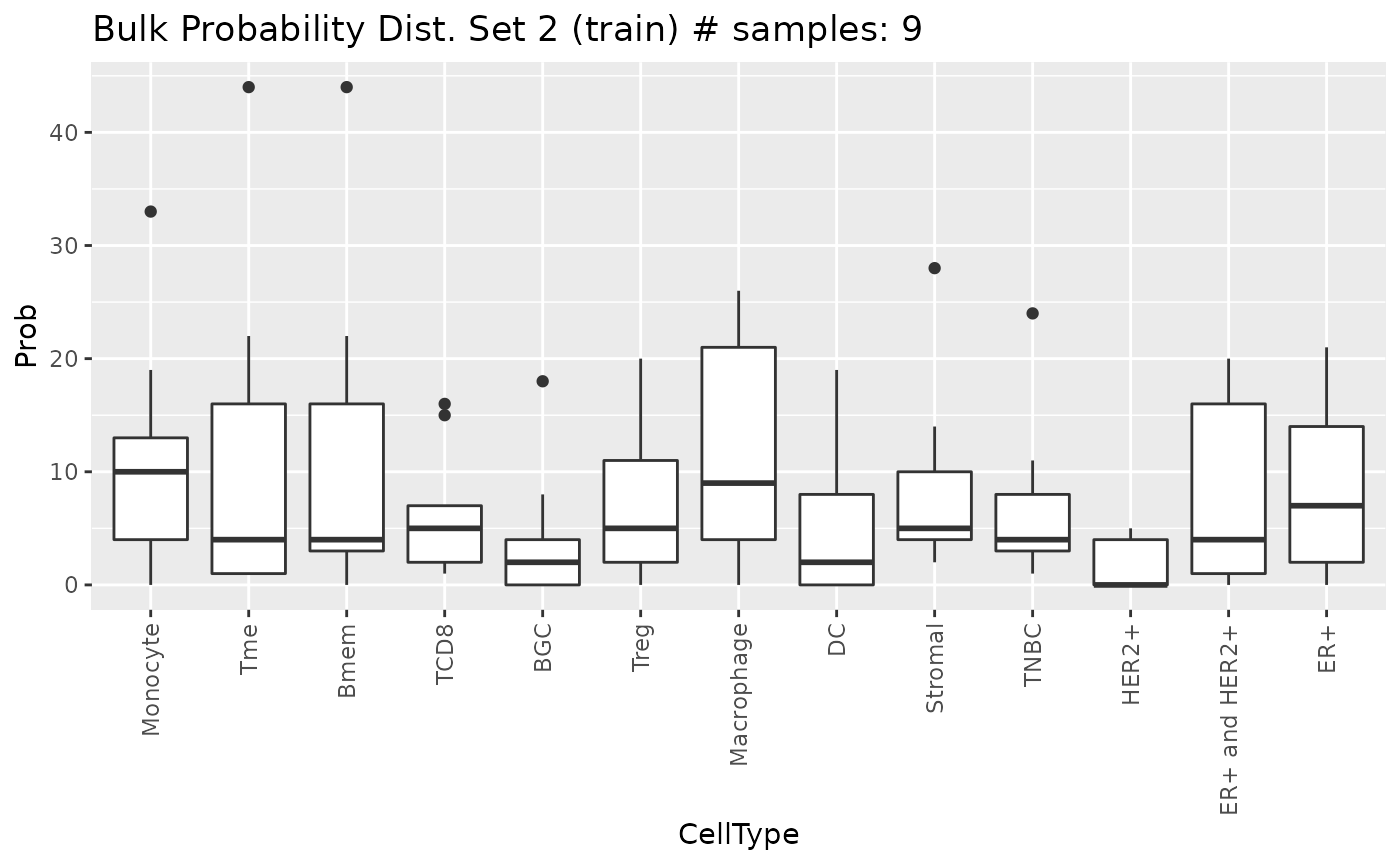 Bulk Probability Dist. Set 2 (train) # samples: 9
Prob
40
30
20
10
0
Monocyte
Tme
Bmem
TCD8
BGC
Treg
Macrophage
DC
Stromal
TNBC
HER2+
ER+ and HER2+
ER+
CellType